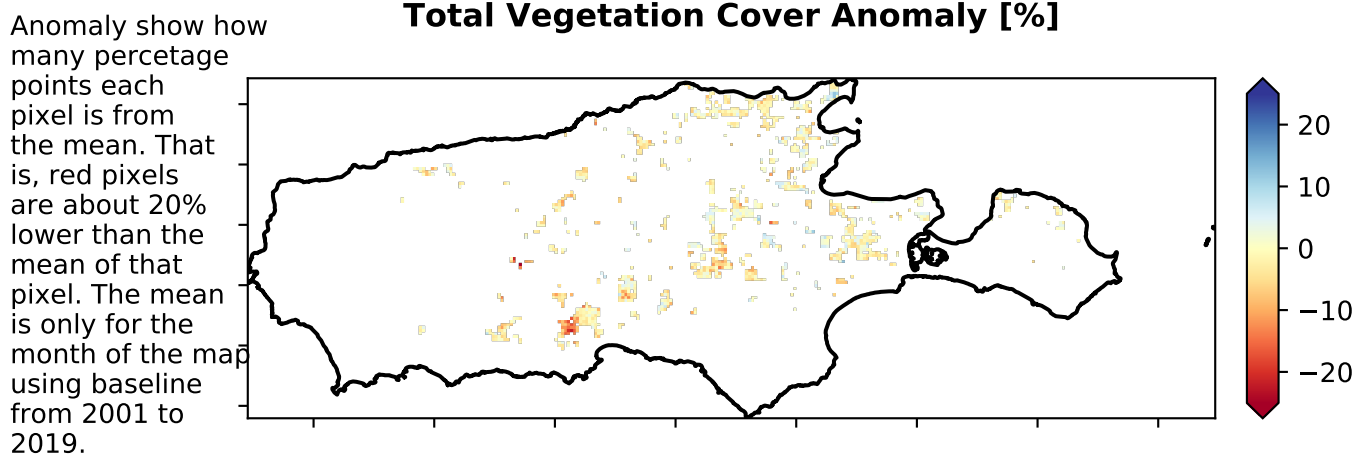 Total Vegetation Cover Anomaly [%]
Anomaly show how
many percetage
points each
pixel is from
the mean. That
is, red pixels
are about 20%
lower than the
mean of that
pixel. The mean
is only for the
month of the map
using baseline
from 2001 to
2019.
20
10
0
−10
−20